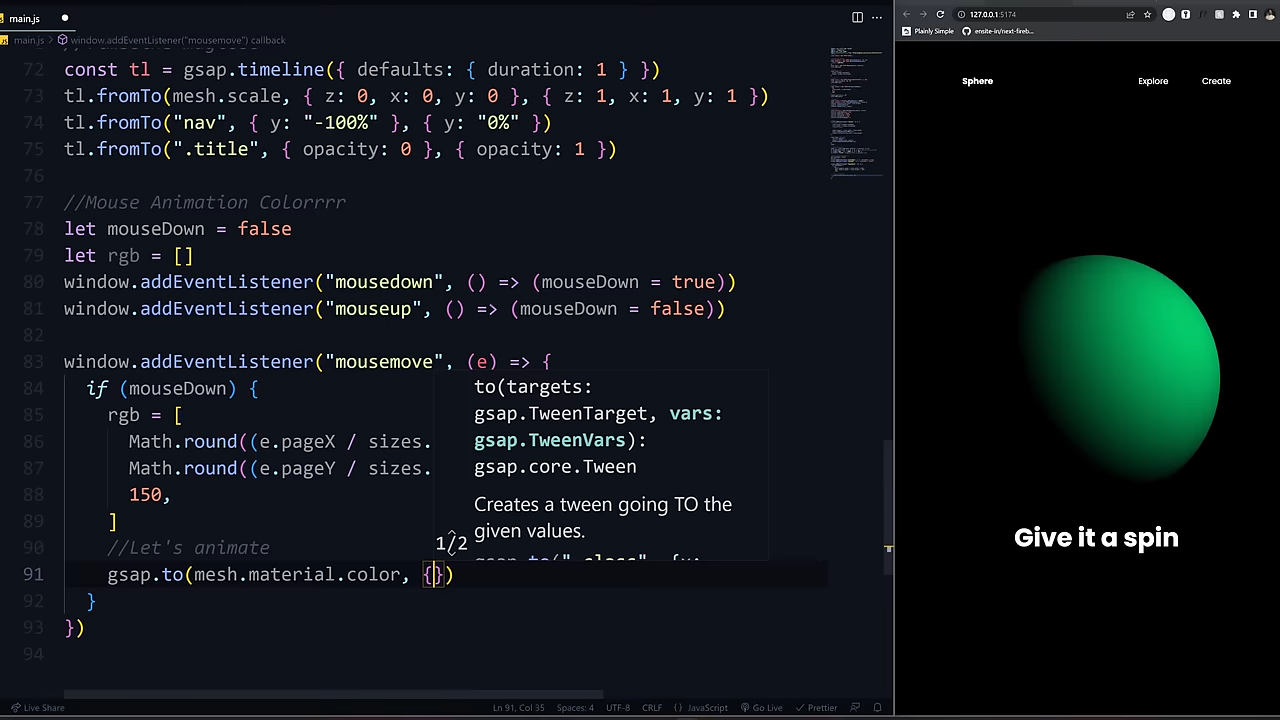 main.js
main.js window.addEventListener("mousemove") callback
72 const tl = gsap.timeline({ defaults: { duration: 1 } })
73 tl.fromTo(mesh.scale, { z: 0, x: 0, y: 0 }, { z: 1, x: 1, y: 1 })
74 tl.fromTo("nav", { y: "-100%" }, { y: "0%" })
75 tl.fromTo(".title", { opacity: 0 }, { opacity: 1 })
76
77 //Mouse Animation Colorrrr
78 let mouseDown = false
79 let rgb = []
80 window.addEventListener("mousedown", () => (mouseDown = true))
81 window.addEventListener("mouseup", () => (mouseDown = false))
82
83 window.addEventListener("mousemove", (e) => {
84 if (mouseDown) {
85 rgb = [
86 Math.round((e.pageX / sizes.
87 Math.round((e.pageY / sizes.
88 150,
89 ]
90 //Let's animate
91 gsap.to(mesh.material.color, {})
92 }
93 })
94
to(targets:
gsap.TweenTarget, vars:
gsap.TweenVars):
gsap.core.Tween
Creates a tween going TO the
given values.
1/2
Live Share
Ln 91, Col 35 Spaces: 4 UTF-8 CRLF {} JavaScript Go Live Prettier
127.0.0.1:5174
Plainly Simple ensite-in/next-fireb...
Sphere Explore Create
Give it a spin